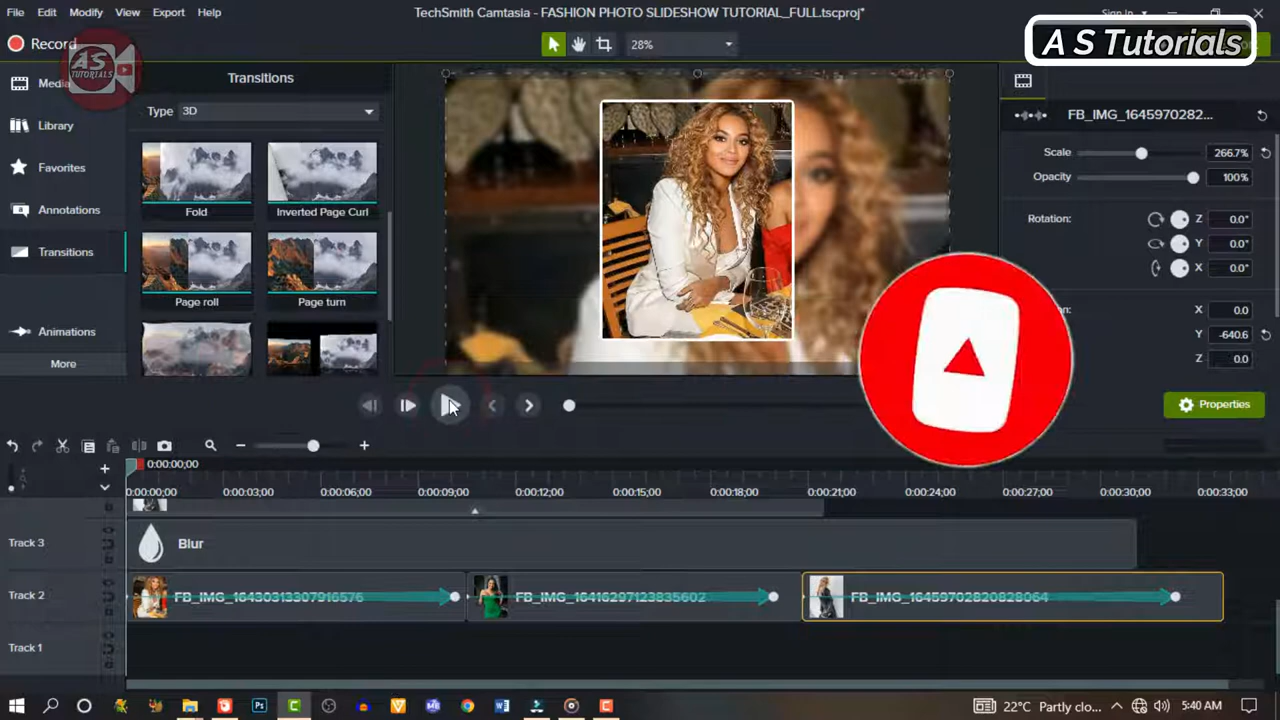 File Edit Modify View Export Help
TechSmith Camtasia - FASHION PHOTO SLIDESHOW TUTORIAL_FULL.tscproj*
Sign In
A S Tutorials
Record
28%
AS
TUTORIALS
Media
Library
Favorites
Annotations
Transitions
Animations
More
Transitions
Type 3D
Fold
Inverted Page Curl
Page roll
Page turn
FB_IMG_1645970282...
Scale 266.7%
Opacity 100%
Rotation: Z 0.0°
Y 0.0°
X 0.0°
X 0.0
Y -640.6
Z 0.0
Properties
0:00:00;00
0:00:00;00 0:00:03;00 0:00:06;00 0:00:09;00 0:00:12;00 0:00:15;00 0:00:18;00 0:00:21;00 0:00:24;00 0:00:27;00 0:00:30;00 0:00:33;00
Track 3
Blur
Track 2
FB_IMG_16430313307916576
FB_IMG_16416297123835602
FB_IMG_16459702820828064
Track 1
22°C Partly clo...
5:40 AM